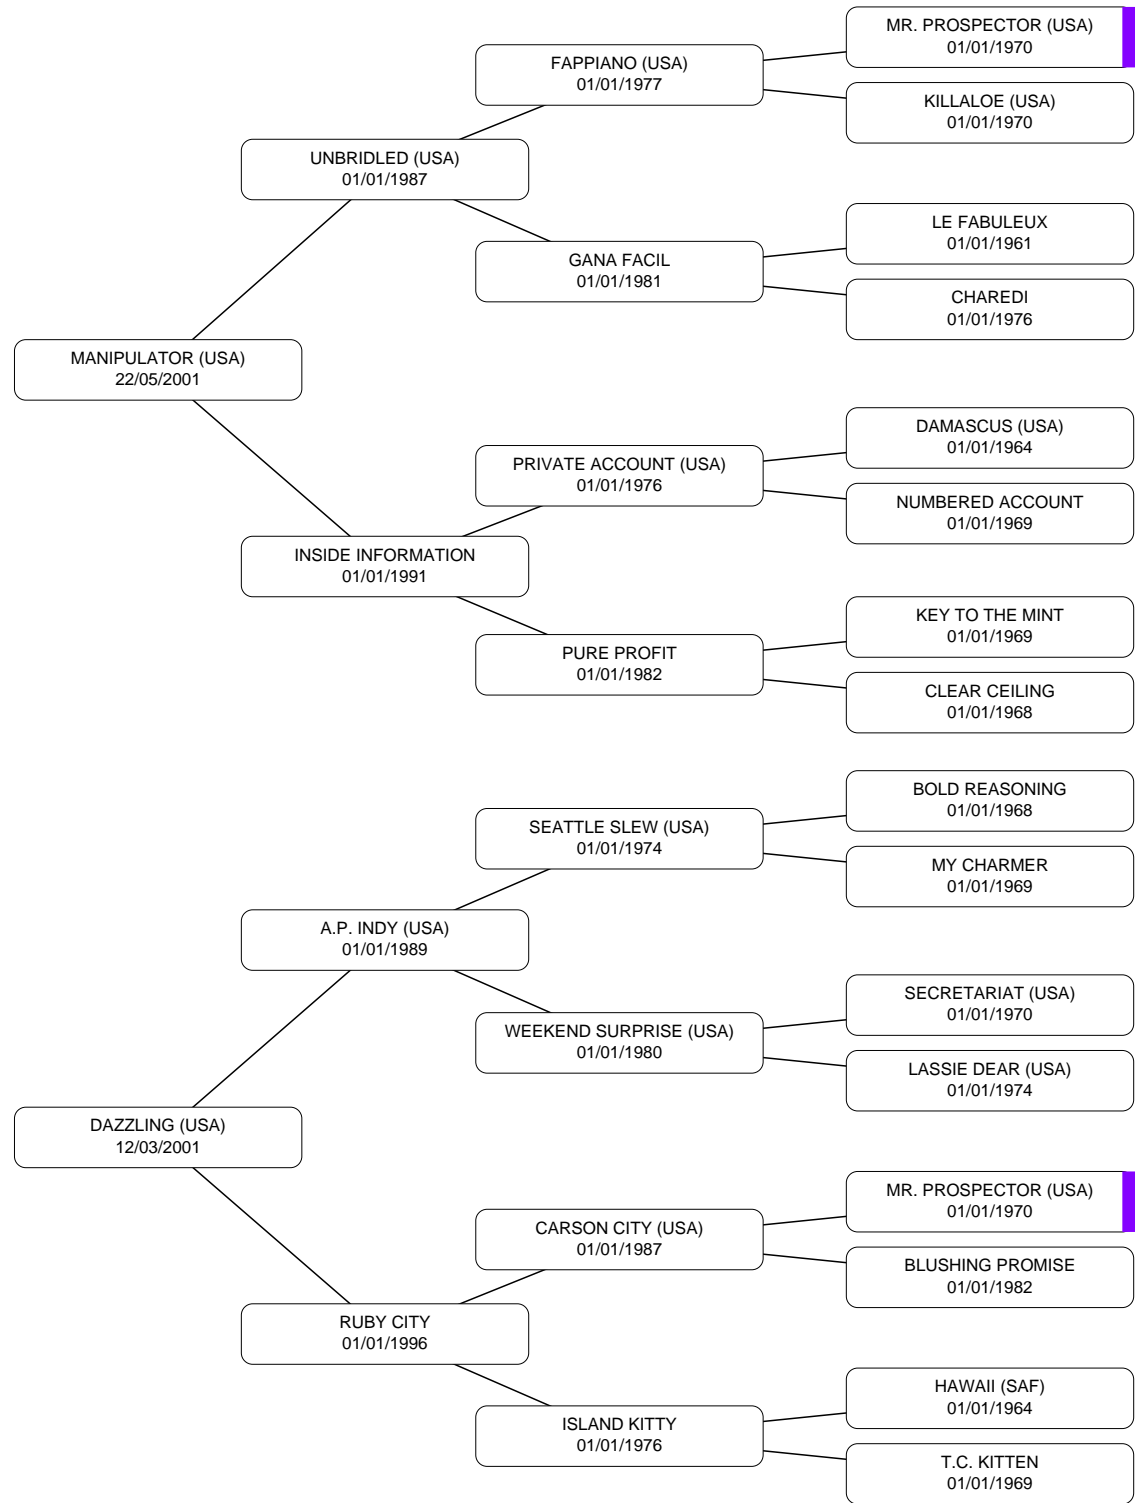 MR. PROSPECTOR (USA)
01/01/1970
FAPPIANO (USA)
01/01/1977
KILLALOE (USA)
01/01/1970
UNBRIDLED (USA)
01/01/1987
LE FABULEUX
01/01/1961
GANA FACIL
01/01/1981
CHAREDI
01/01/1976
MANIPULATOR (USA)
22/05/2001
DAMASCUS (USA)
01/01/1964
PRIVATE ACCOUNT (USA)
01/01/1976
NUMBERED ACCOUNT
01/01/1969
INSIDE INFORMATION
01/01/1991
KEY TO THE MINT
01/01/1969
PURE PROFIT
01/01/1982
CLEAR CEILING
01/01/1968
BOLD REASONING
01/01/1968
SEATTLE SLEW (USA)
01/01/1974
MY CHARMER
01/01/1969
A.P. INDY (USA)
01/01/1989
SECRETARIAT (USA)
01/01/1970
WEEKEND SURPRISE (USA)
01/01/1980
LASSIE DEAR (USA)
01/01/1974
DAZZLING (USA)
12/03/2001
MR. PROSPECTOR (USA)
01/01/1970
CARSON CITY (USA)
01/01/1987
BLUSHING PROMISE
01/01/1982
RUBY CITY
01/01/1996
HAWAII (SAF)
01/01/1964
ISLAND KITTY
01/01/1976
T.C. KITTEN
01/01/1969